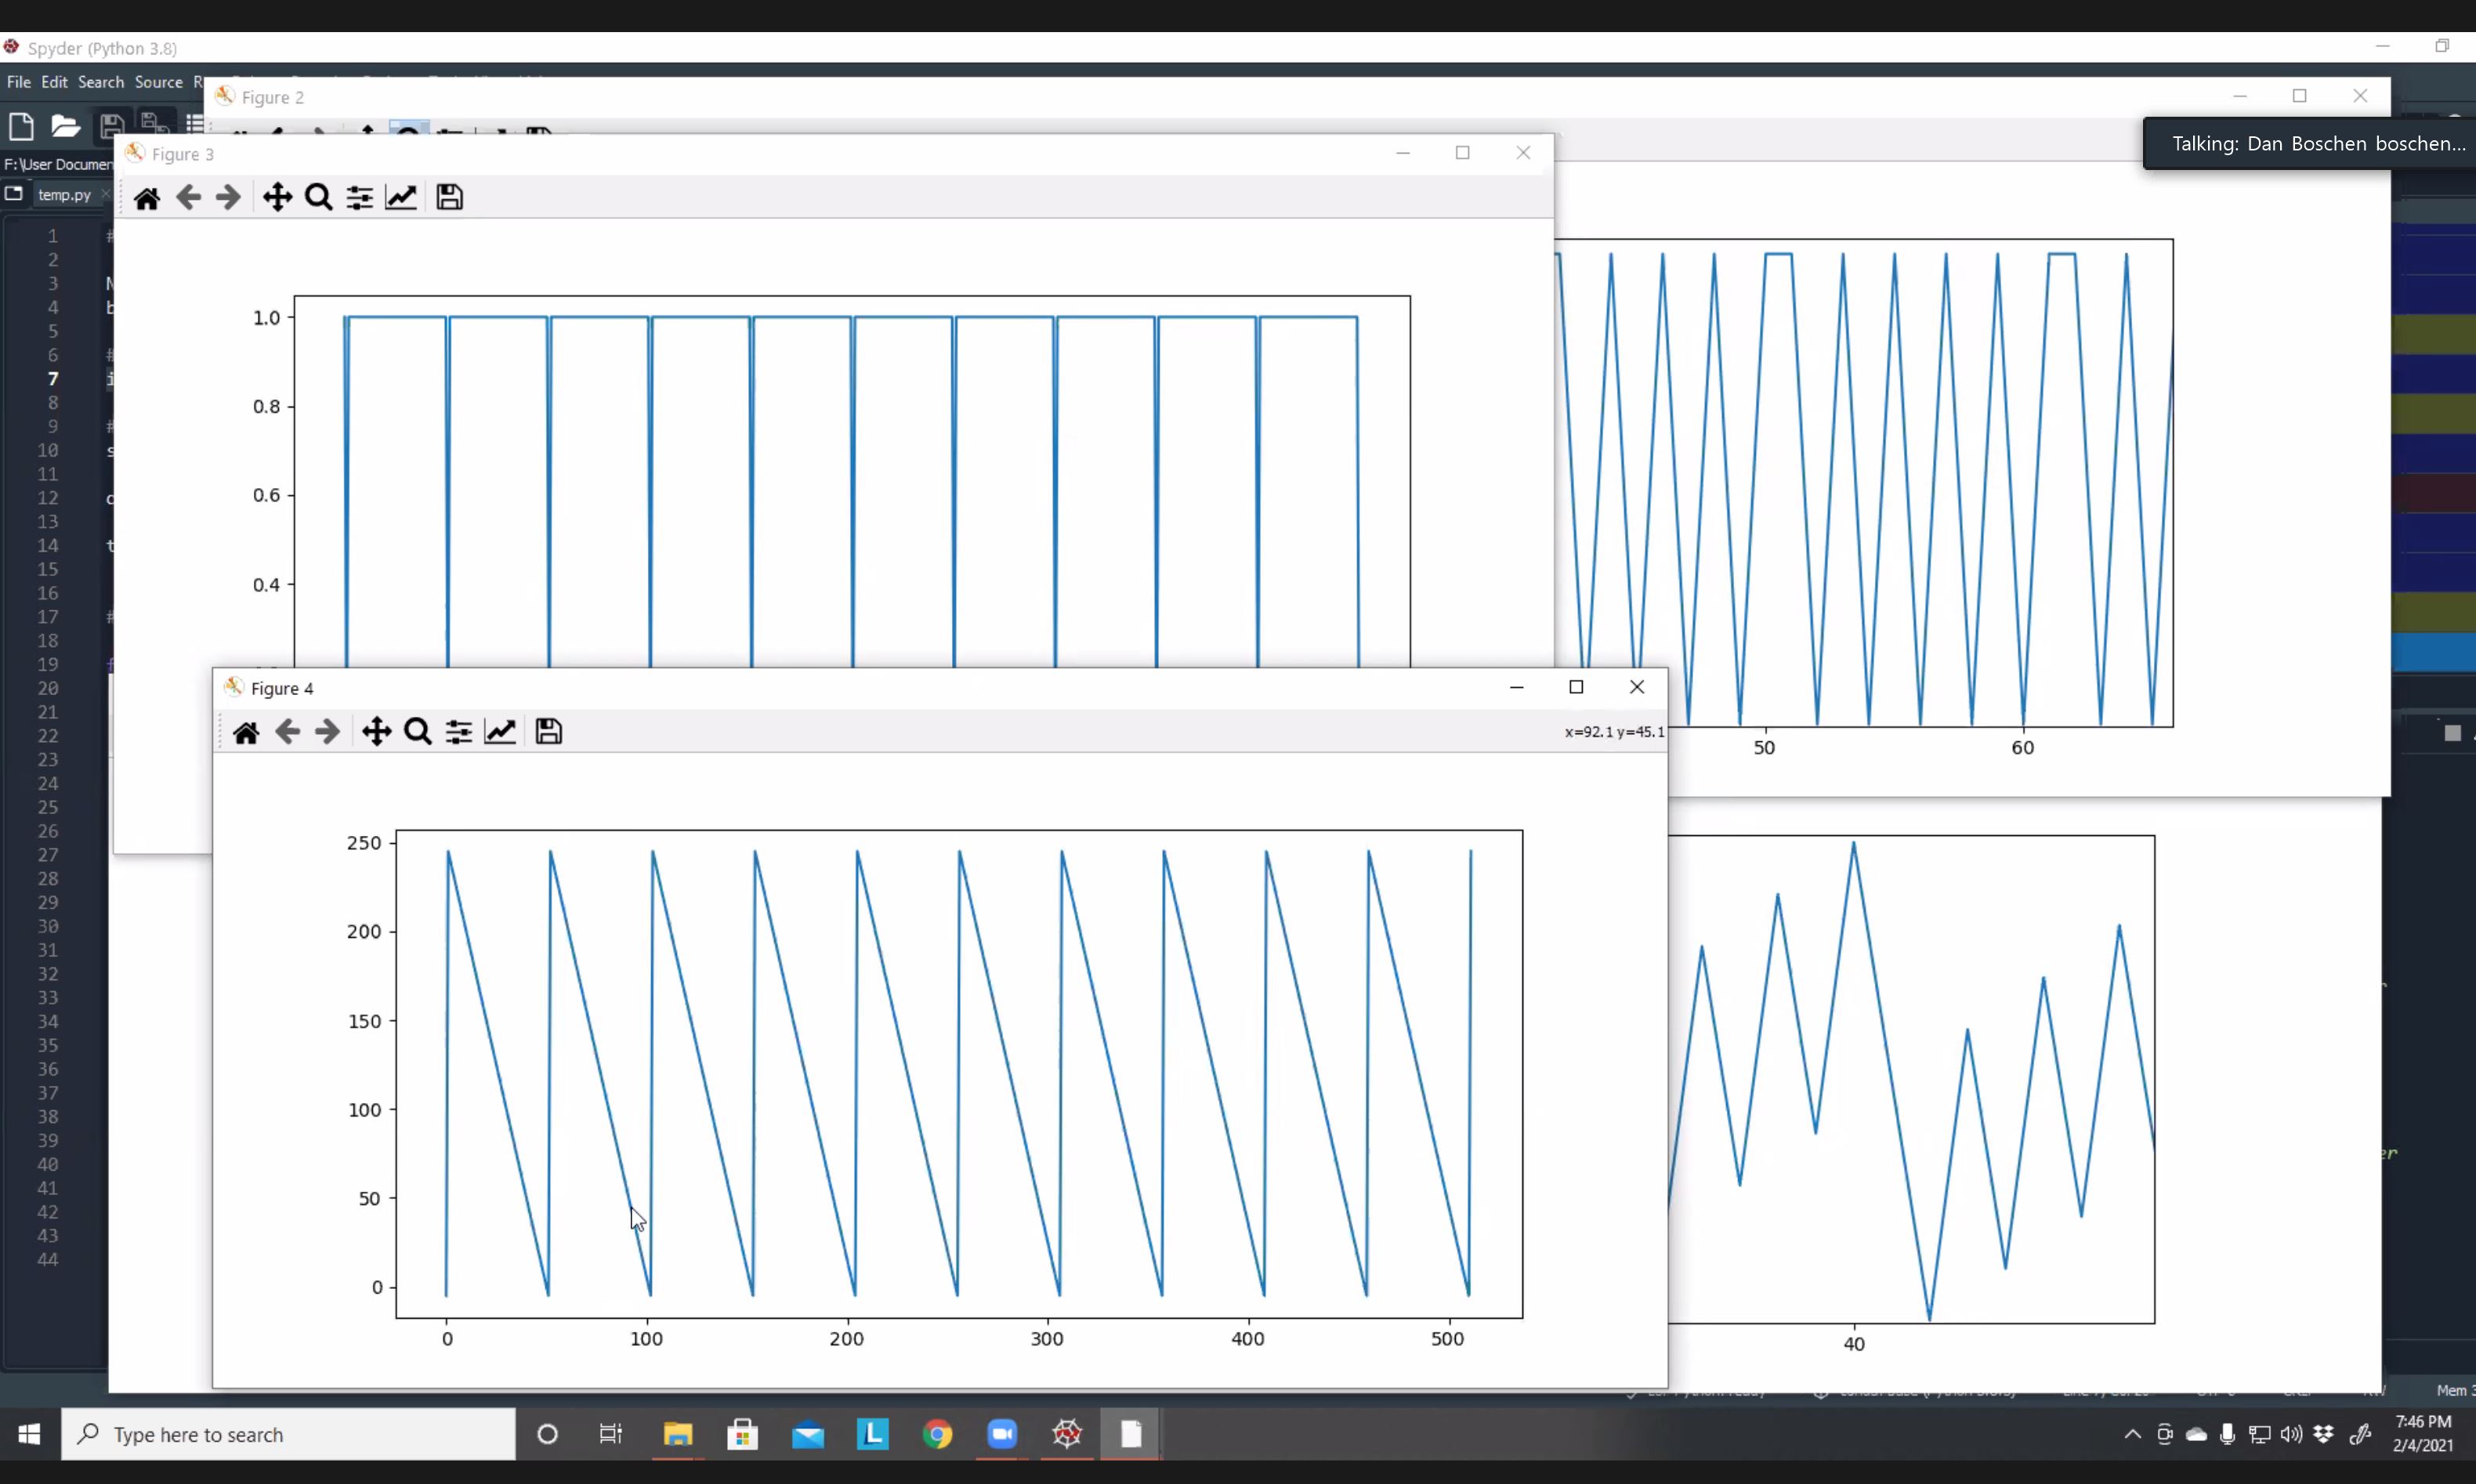 Spyder (Python 3.8)
File Edit Search Source R
Figure 2
Talking: Dan Boschen boschen...
Figure 3
F:\User Documen
temp.py
1 #
2
3 N
4 b
5
6 #
7 i
8
9 #
10 s
11
12 c
13
14 t
15
16
17 #
18
19 f
20
21
22
23
24
25
26
27
28
29
30
31
32
33
34
35
36
37
38
39
40
41
42
43
44
1.0
0.8
0.6
0.4
50 60
Figure 4
x=92.1 y=45.1
250
200
150
100
50
0
0 100 200 300 400 500
40
er
Mem 3
Type here to search
L
7:46 PM
2/4/2021